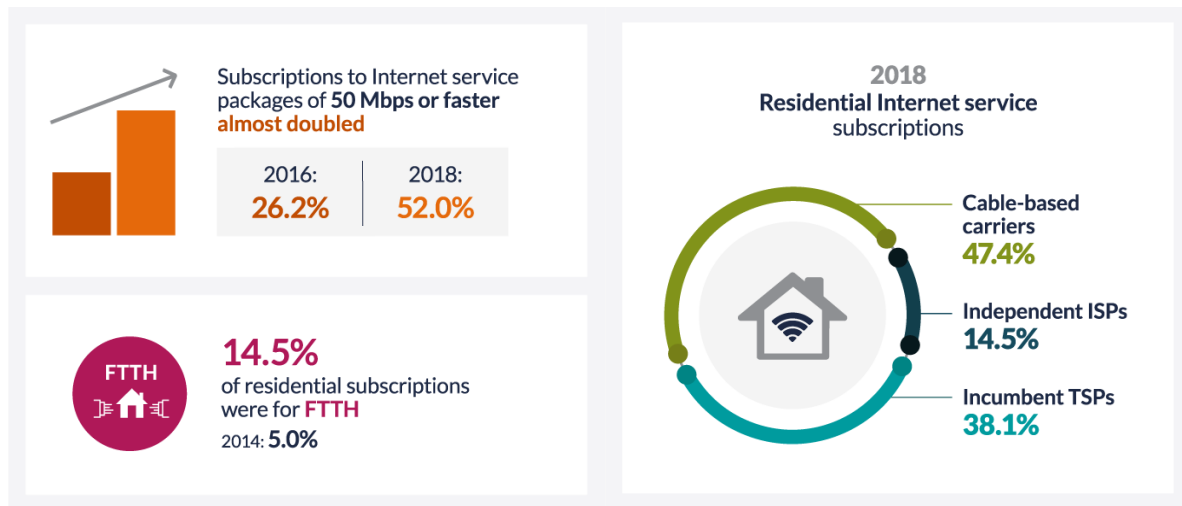 Subscriptions to Internet service
packages of 50 Mbps or faster
almost doubled
2016:
26.2%
2018:
52.0%
FTTH
14.5%
of residential subscriptions
were for FTTH
2014: 5.0%
2018
Residential Internet service
subscriptions
Cable-based
carriers
47.4%
Independent ISPs
14.5%
Incumbent TSPs
38.1%